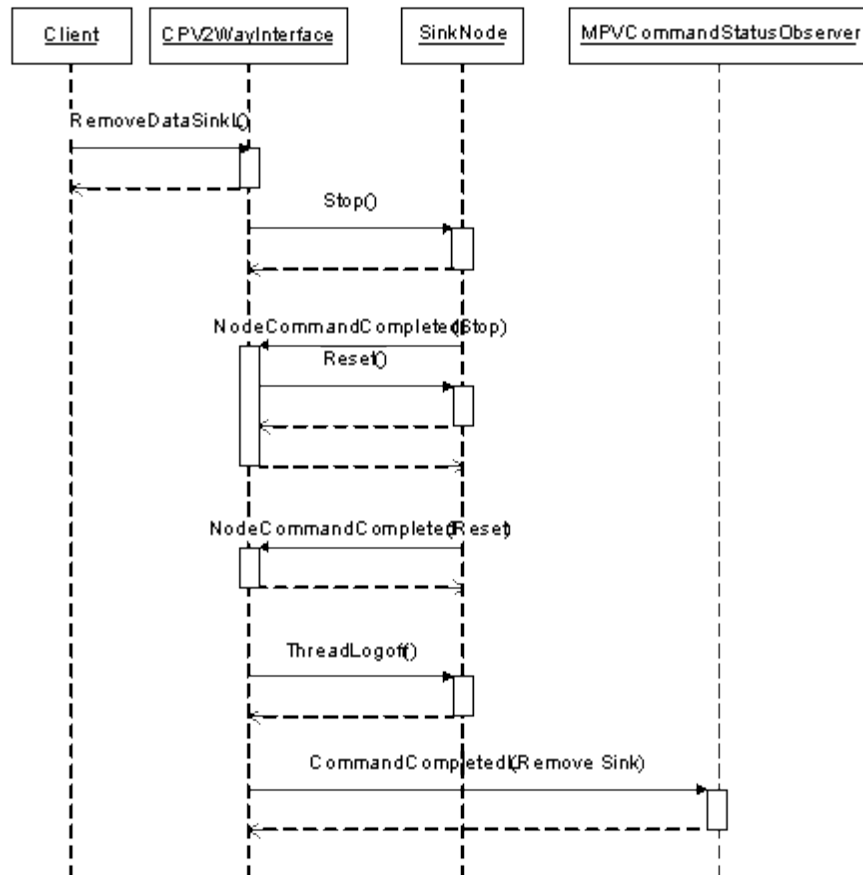 Client
CPV2WayInterface
SinkNode
MPVCommandStatusObserver
RemoveDataSinkL()
Stop()
NodeCommandCompleted(Stop)
Reset()
NodeCommandCompleted(Reset)
ThreadLogoff()
CommandCompletedL(Remove Sink)